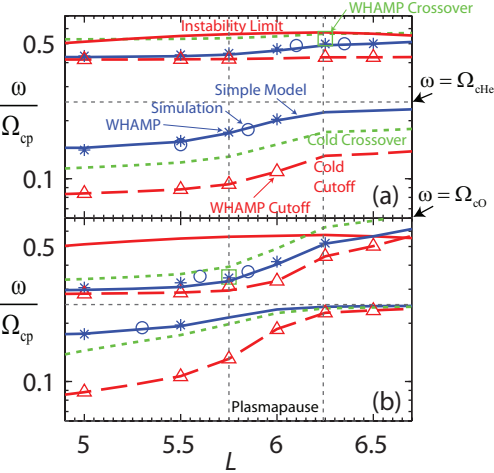 WHAMP Crossover
Instability Limit
0.5
ω = Ω_cHe
ω
Ω_cp
Simple Model
Simulation
WHAMP
Cold Crossover
Cold
Cutoff
WHAMP Cutoff
0.1
(a)
ω = Ω_cO
0.5
ω
Ω_cp
0.1
Plasmapause
(b)
5
5.5
6
6.5
L